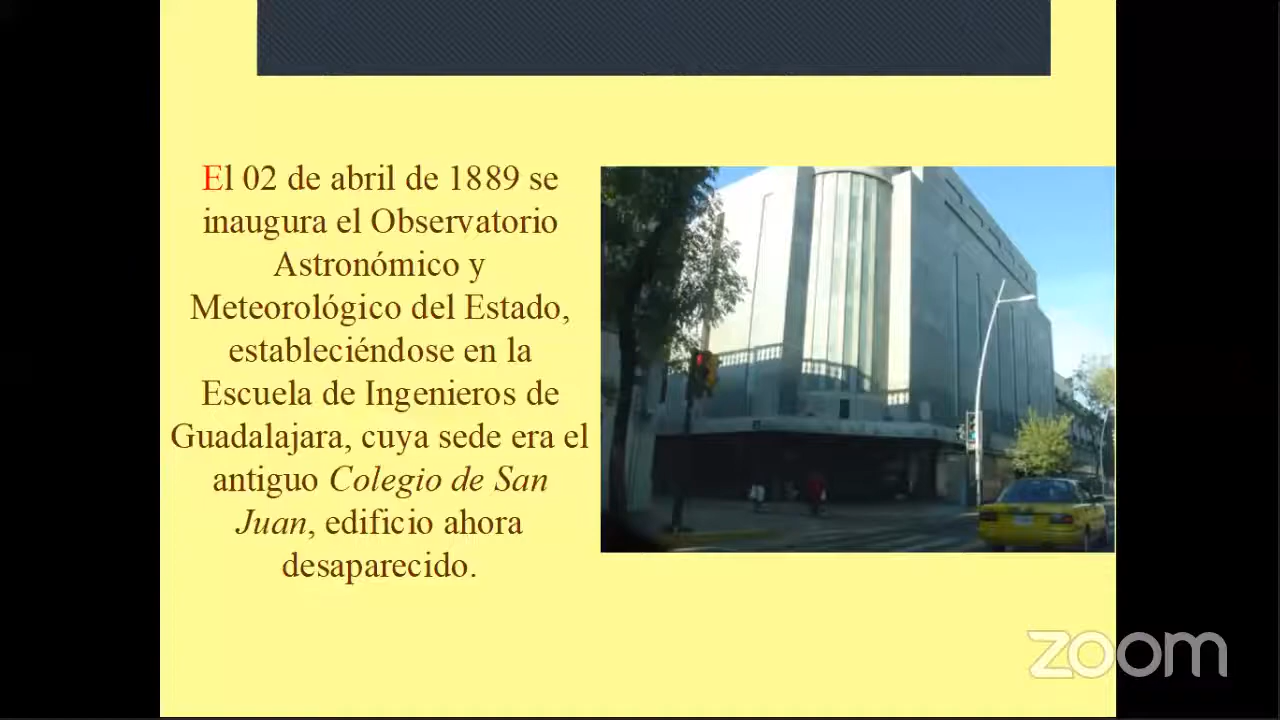 El 02 de abril de 1889 se
inaugura el Observatorio
Astronómico y
Meteorológico del Estado,
estableciéndose en la
Escuela de Ingenieros de
Guadalajara, cuya sede era el
antiguo Colegio de San
Juan, edificio ahora
desaparecido.
zoom